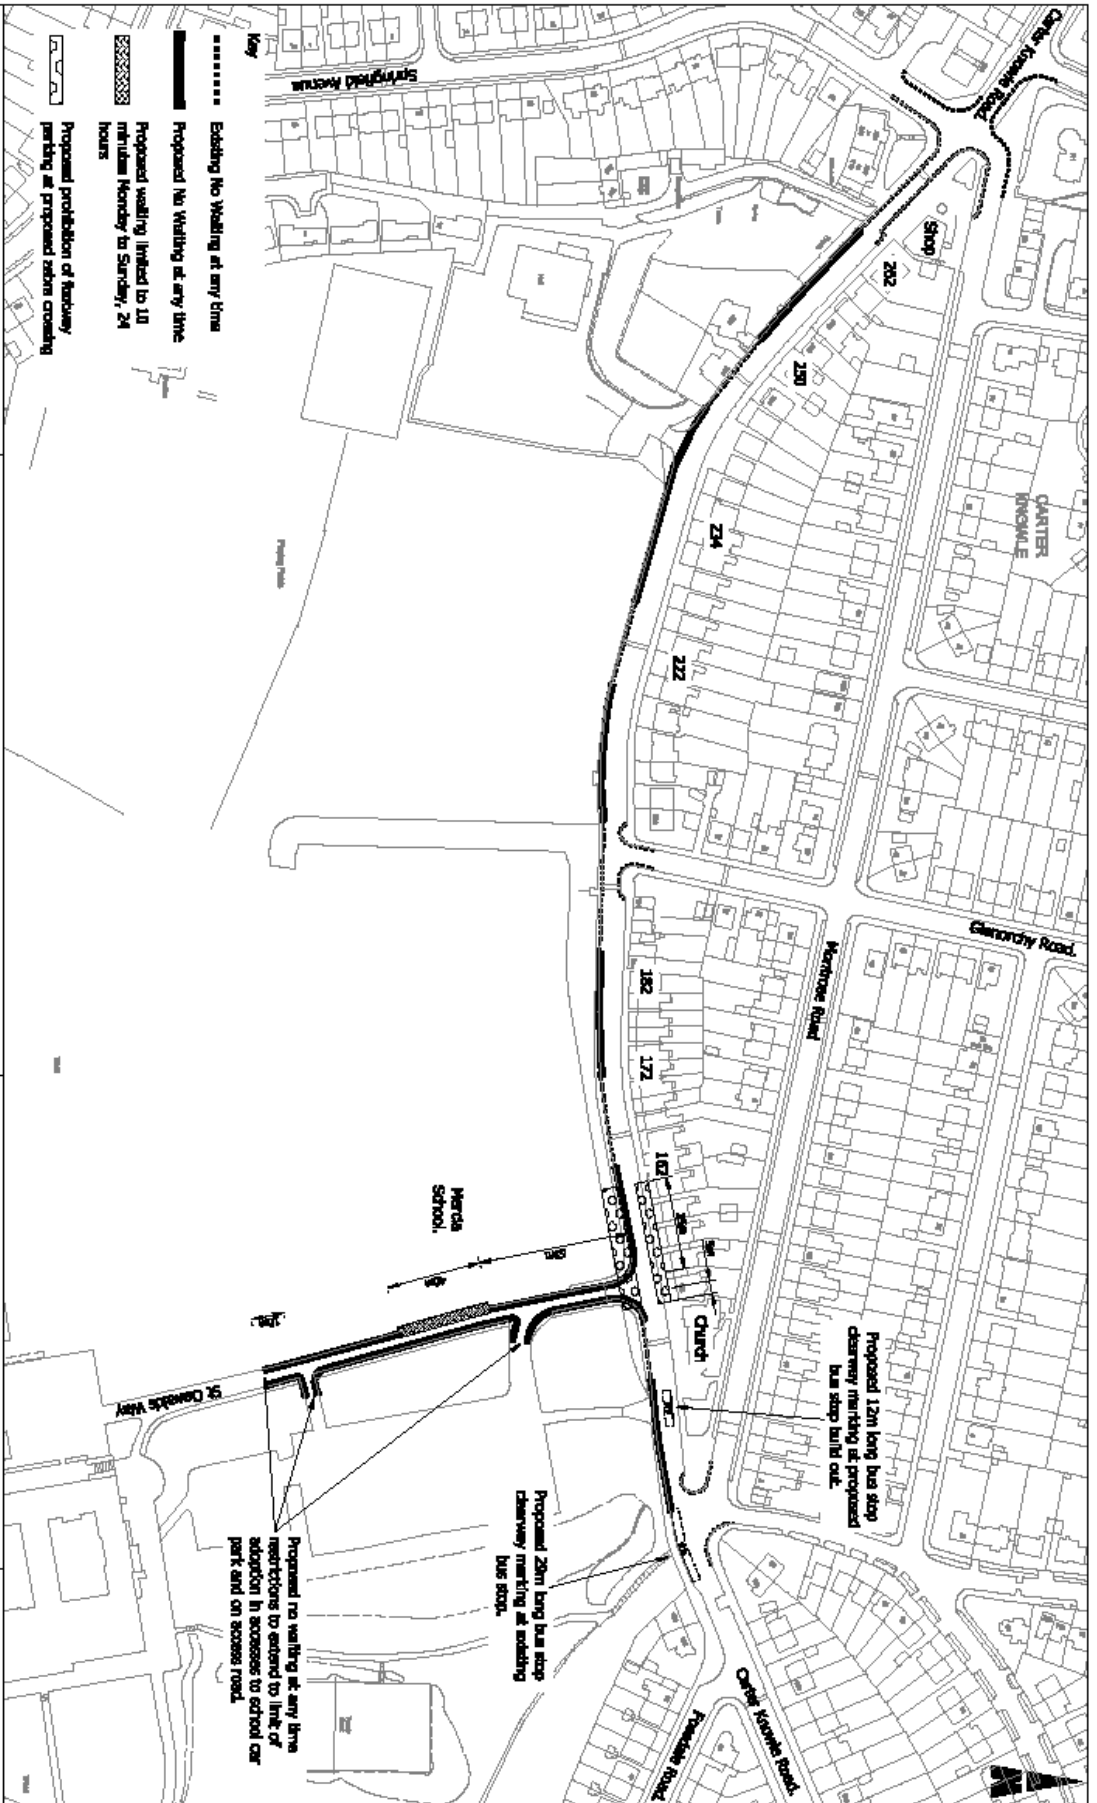 Carter Knowle Road.
Springfield Avenue
Shop
262
250
234
222
182
172
162
CARTER
KNOWLE
Glenorchy Road.
Montrose Road
Playing Fields
Hall
Church
Mercia
School.
St Oswalds Way
Proposed 12m long bus stop
clearway marking at proposed
bus stop build out.
Proposed 29m long bus stop
clearway marking at existing
bus stop.
Proposed no waiting at any time
restrictions to extend to limit of
adoption in accesses to school car
park and on access road.
Carter Knowle Road.
Fossdale Road.
Key
Existing No Waiting at any time
Proposed No Waiting at any time
Proposed waiting limited to 10
minutes Monday to Sunday, 24
hours
Proposed prohibition of footway
parking at proposed zebra crossing